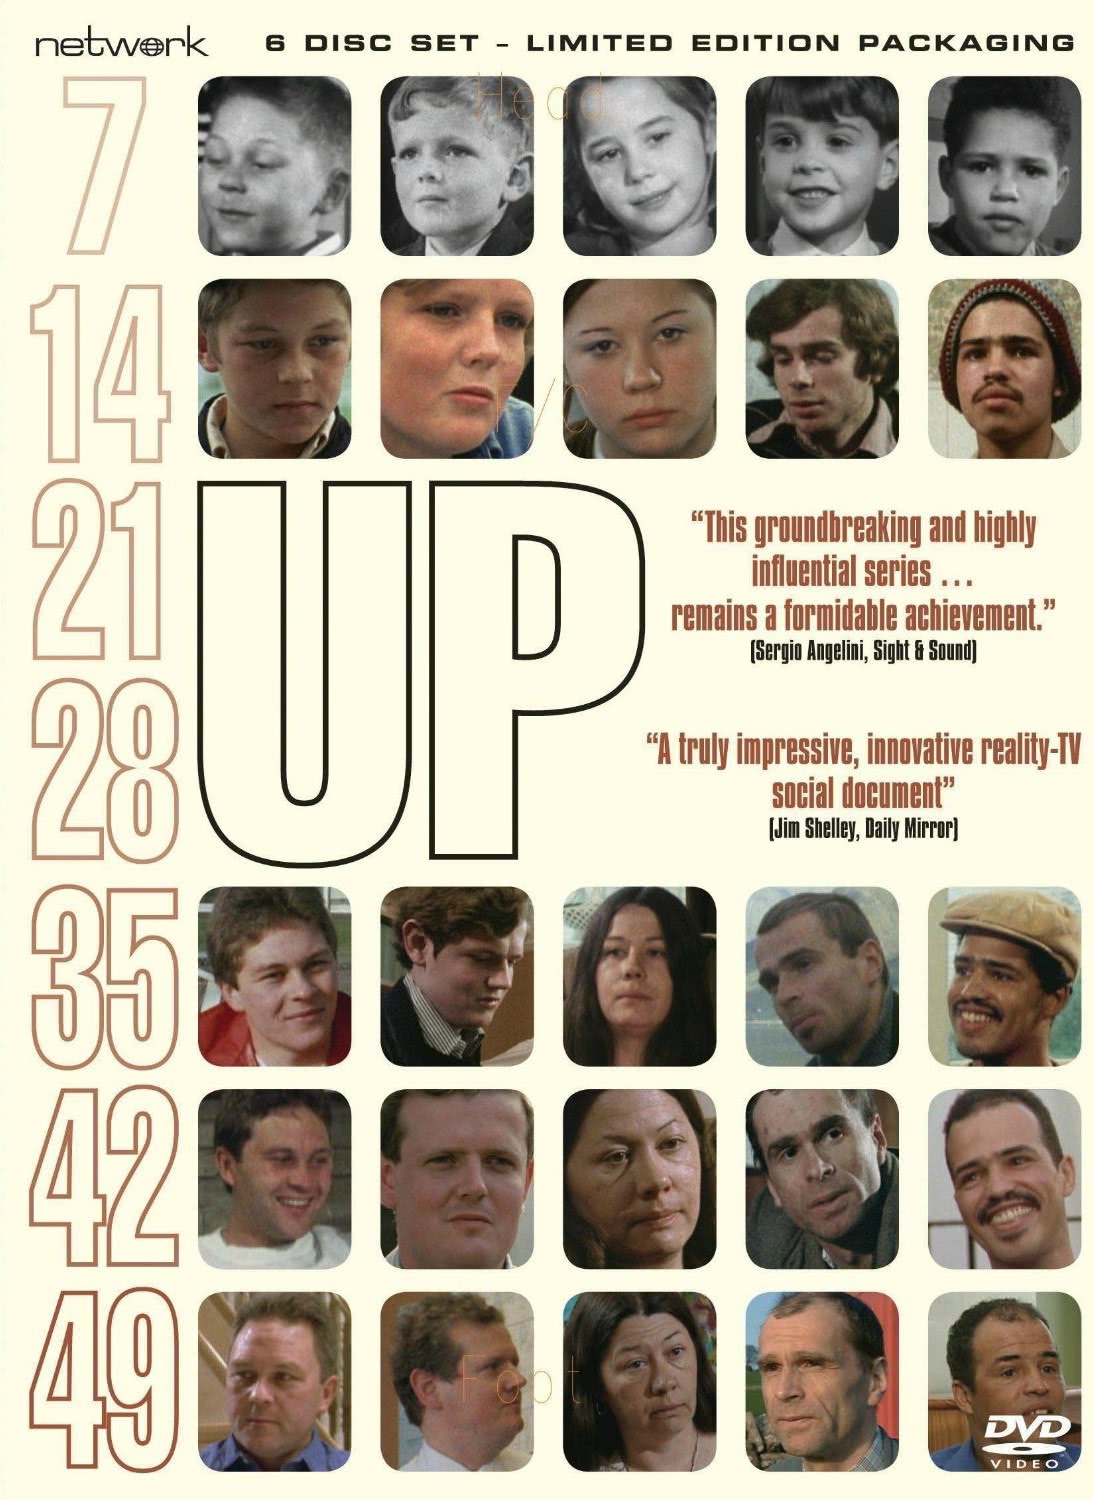 network
6 DISC SET – LIMITED EDITION PACKAGING
Head
7
14
21
28
35
42
49
UP
“This groundbreaking and highly
influential series ...
remains a formidable achievement.”
(Sergio Angelini, Sight & Sound)
“A truly impressive, innovative reality-TV
social document”
(Jim Shelley, Daily Mirror)
Foot
DVD
VIDEO